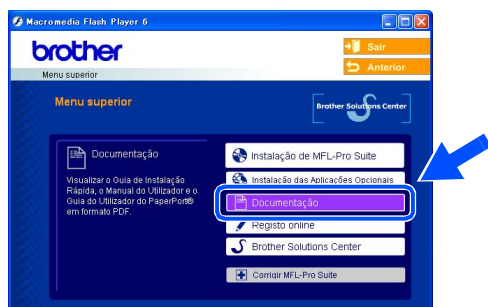 Macromedia Flash Player 6
brother
Sair
Anterior
Menu superior
Menu superior
Brother Solutions Center
Documentação
Visualizar o Guia de Instalação
Rápida, o Manual do Utilizador e o
Guia do Utilizador do PaperPort®
em formato PDF.
Instalação de MFL-Pro Suite
Instalação das Aplicações Opcionais
Documentação
Registo online
Brother Solutions Center
Corrigir MFL-Pro Suite